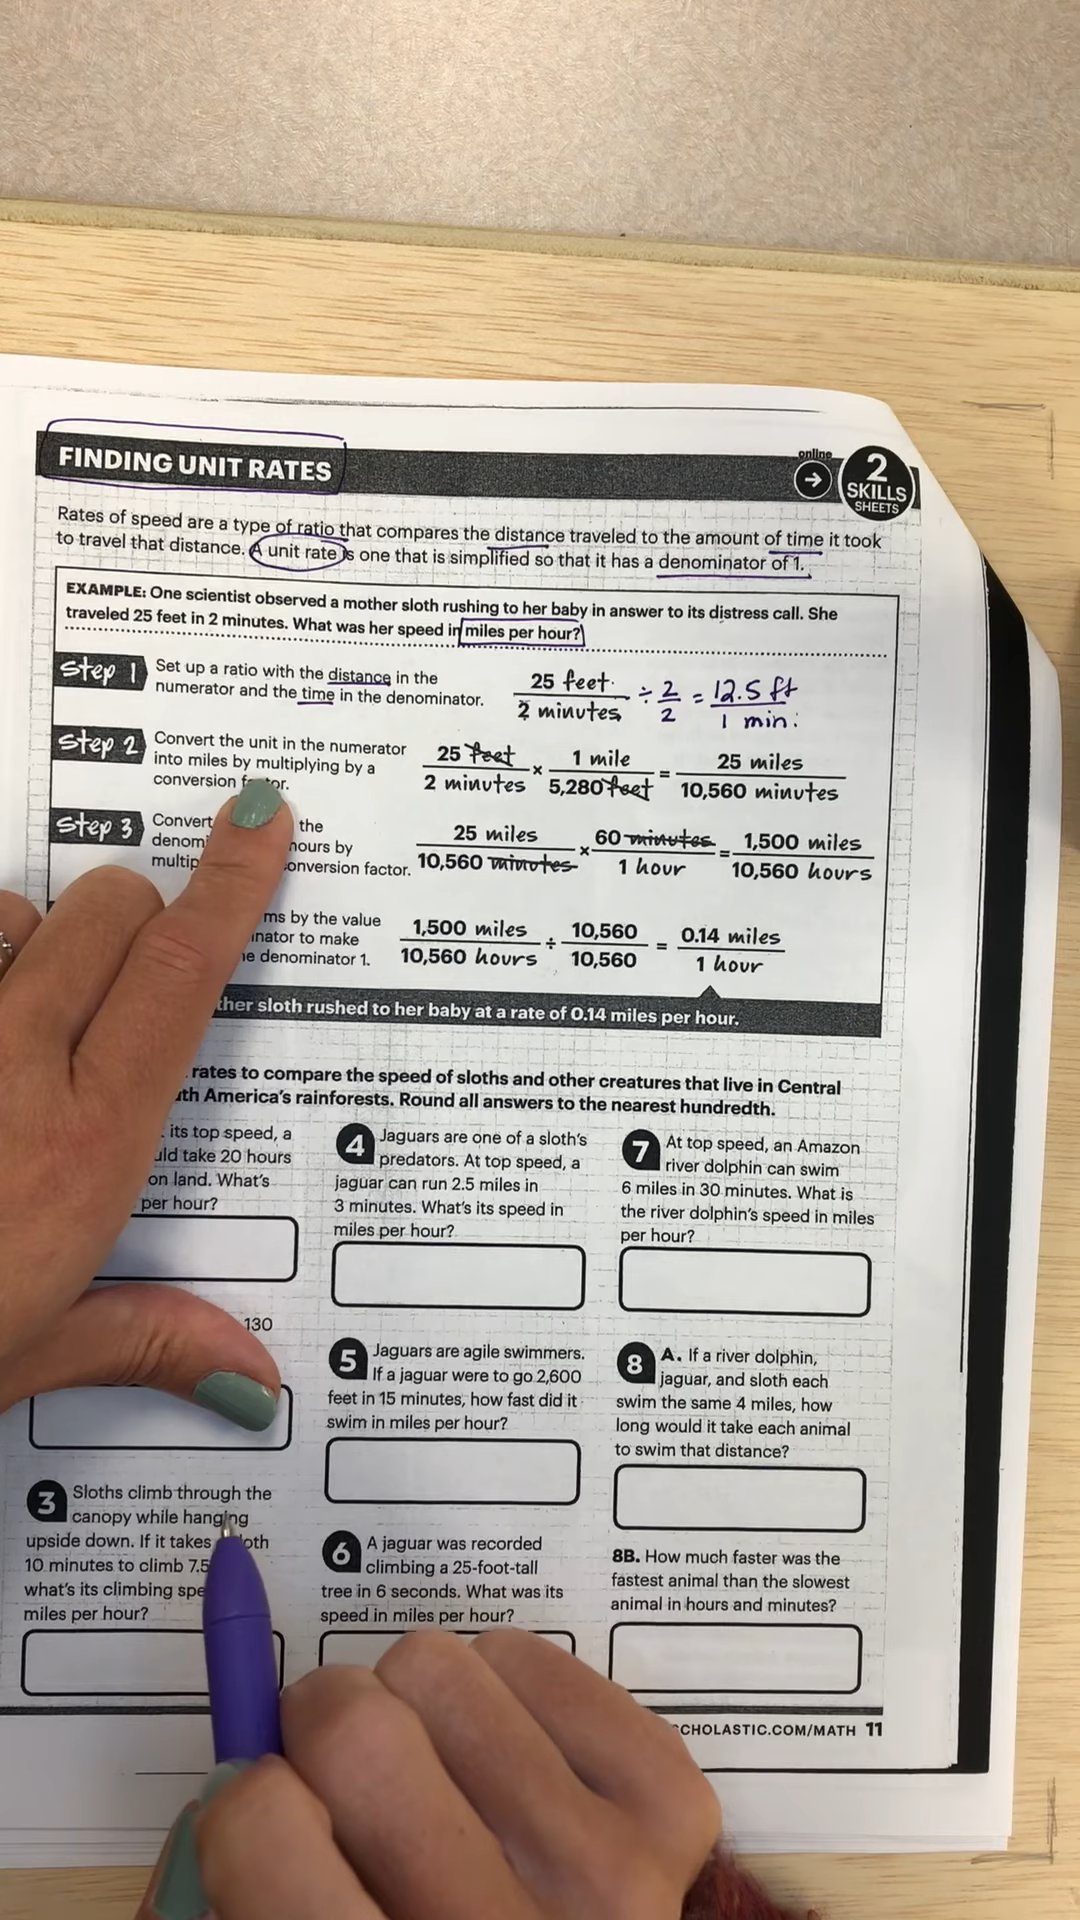 FINDING UNIT RATES
online
2
SKILLS
SHEETS
Rates of speed are a type of ratio that compares the distance traveled to the amount of time it took
to travel that distance. A unit rate is one that is simplified so that it has a denominator of 1.
EXAMPLE: One scientist observed a mother sloth rushing to her baby in answer to its distress call. She
traveled 25 feet in 2 minutes. What was her speed in miles per hour?
Step 1
Set up a ratio with the distance in the
numerator and the time in the denominator.
25 feet / 2 minutes ÷ 2/2 = 12.5 ft / 1 min.
Step 2
Convert the unit in the numerator
into miles by multiplying by a
conversion
25 feet / 2 minutes × 1 mile / 5,280 feet = 25 miles / 10,560 minutes
Step 3
Convert the
hours by
conversion factor.
25 miles / 10,560 minutes × 60 minutes / 1 hour = 1,500 miles / 10,560 hours
by the value
to make
denominator 1.
1,500 miles / 10,560 hours ÷ 10,560 / 10,560 = 0.14 miles / 1 hour
sloth rushed to her baby at a rate of 0.14 miles per hour.
rates to compare the speed of sloths and other creatures that live in Central
America's rainforests. Round all answers to the nearest hundredth.
its top speed, a
take 20 hours
on land. What's
per hour?
130
3 Sloths climb through the
canopy while hanging
upside down. If it takes
10 minutes to climb 7.5
what's its climbing
miles per hour?
4 Jaguars are one of a sloth's
predators. At top speed, a
jaguar can run 2.5 miles in
3 minutes. What's its speed in
miles per hour?
5 Jaguars are agile swimmers.
If a jaguar were to go 2,600
feet in 15 minutes, how fast did it
swim in miles per hour?
6 A jaguar was recorded
climbing a 25-foot-tall
tree in 6 seconds. What was its
speed in miles per hour?
7 At top speed, an Amazon
river dolphin can swim
6 miles in 30 minutes. What is
the river dolphin's speed in miles
per hour?
8 A. If a river dolphin,
jaguar, and sloth each
swim the same 4 miles, how
long would it take each animal
to swim that distance?
8B. How much faster was the
fastest animal than the slowest
animal in hours and minutes?
SCHOLASTIC.COM/MATH 11